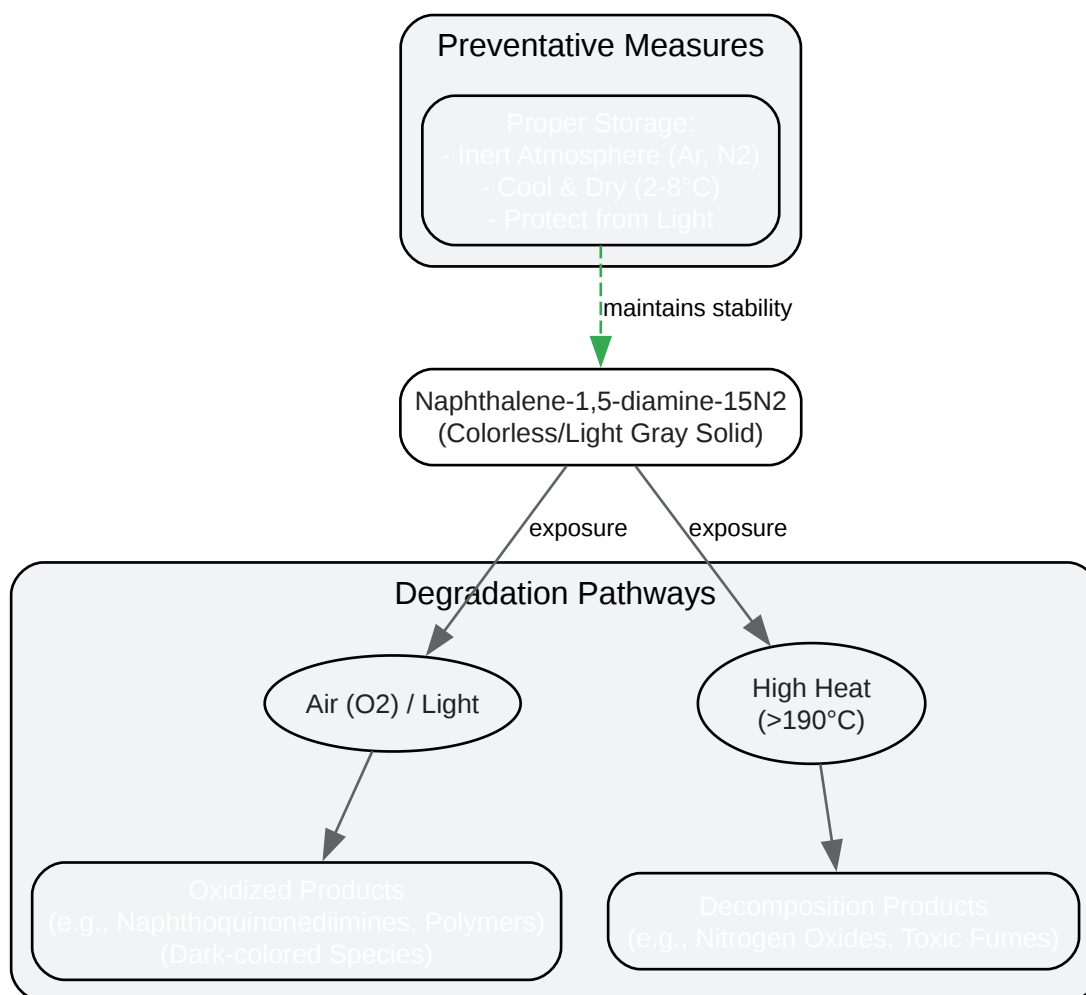 Preventative Measures
Proper Storage:
- Inert Atmosphere (Ar, N2)
- Cool & Dry (2-8°C)
- Protect from Light
maintains stability
Naphthalene-1,5-diamine-15N2
(Colorless/Light Gray Solid)
exposure
exposure
Degradation Pathways
Air (O2) / Light
High Heat
(>190°C)
Oxidized Products
(e.g., Naphthoquinonediimines, Polymers)
(Dark-colored Species)
Decomposition Products
(e.g., Nitrogen Oxides, Toxic Fumes)